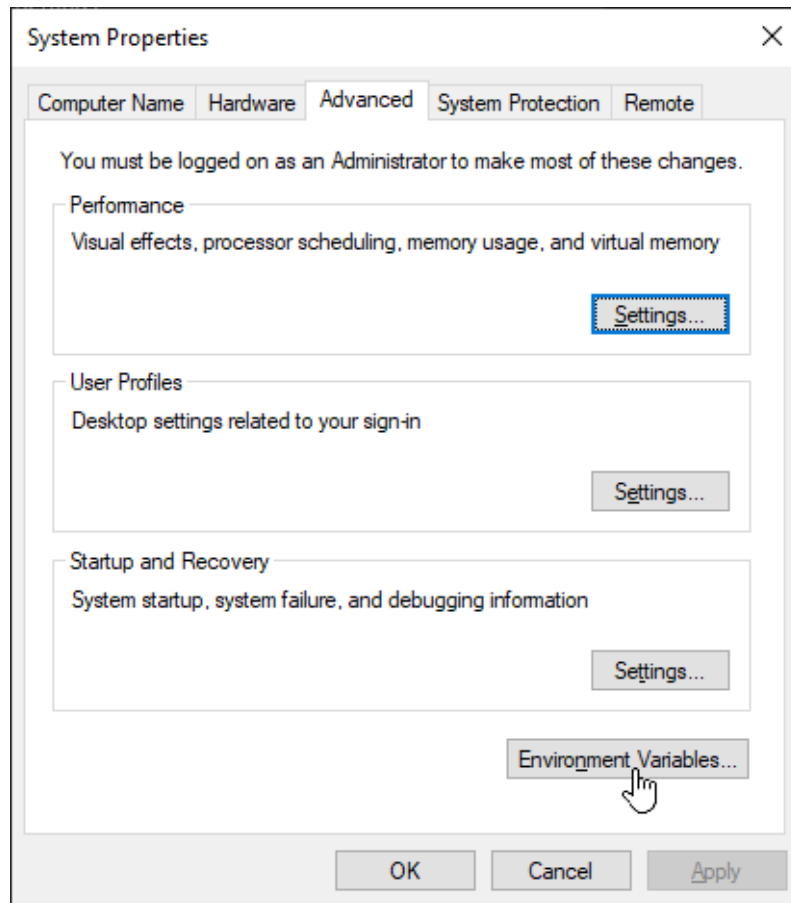 System Properties
Computer Name Hardware Advanced System Protection Remote
You must be logged on as an Administrator to make most of these changes.
Performance
Visual effects, processor scheduling, memory usage, and virtual memory
Settings...
User Profiles
Desktop settings related to your sign-in
Settings...
Startup and Recovery
System startup, system failure, and debugging information
Settings...
Environment Variables...
OK Cancel Apply